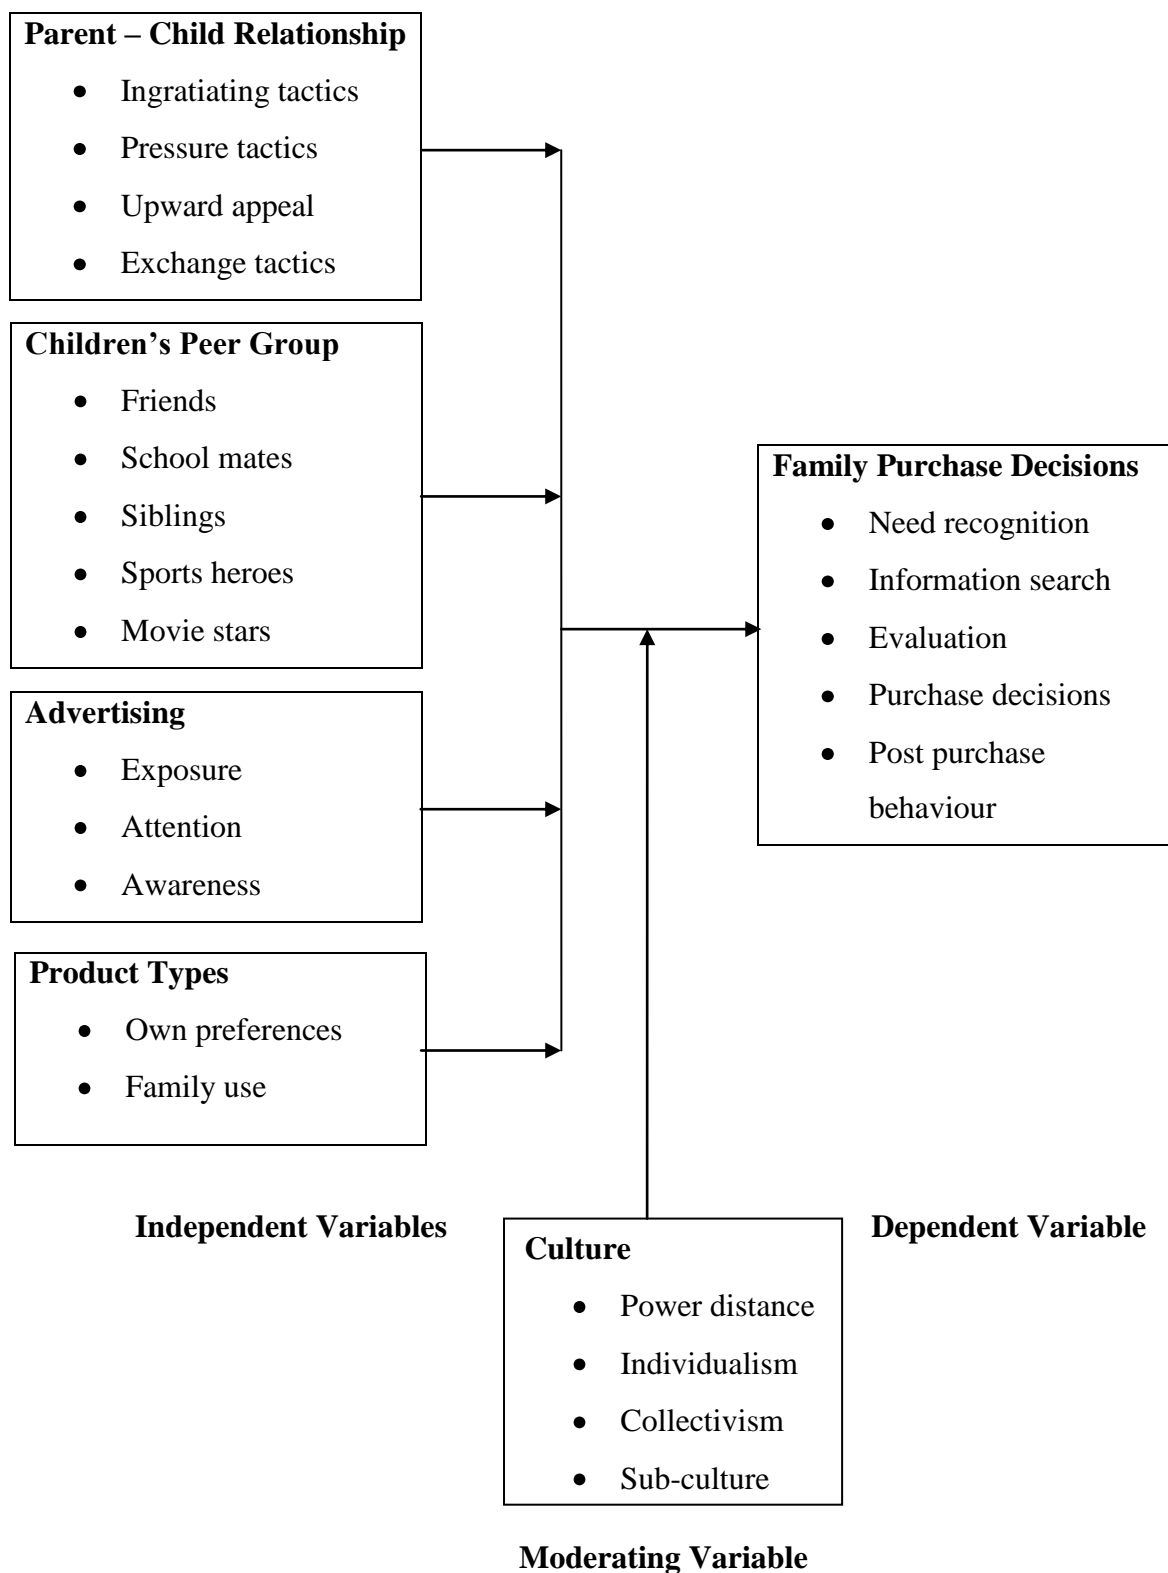 Parent – Child Relationship
• Ingratiating tactics
• Pressure tactics
• Upward appeal
• Exchange tactics
Children’s Peer Group
• Friends
• School mates
• Siblings
• Sports heroes
• Movie stars
Advertising
• Exposure
• Attention
• Awareness
Product Types
• Own preferences
• Family use
Family Purchase Decisions
• Need recognition
• Information search
• Evaluation
• Purchase decisions
• Post purchase
behaviour
Independent Variables
Dependent Variable
Culture
• Power distance
• Individualism
• Collectivism
• Sub-culture
Moderating Variable